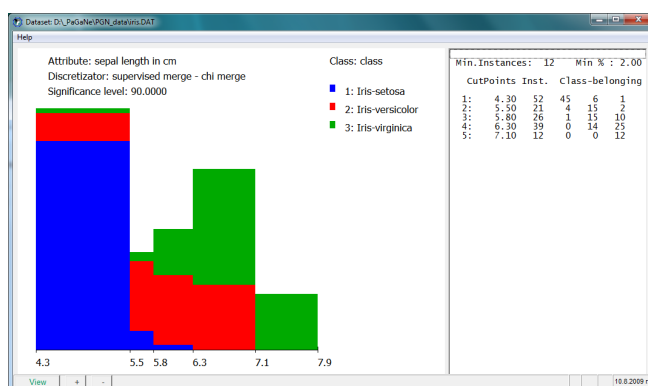 Dataset: D:\_PaGaNe\PGN_data\iris.DAT
Help
Attribute: sepal length in cm
Discretizator: supervised merge - chi merge
Significance level: 90.0000
Class: class
1: Iris-setosa
2: Iris-versicolor
3: Iris-virginica
4.3 5.5 5.8 6.3 7.1 7.9
Min.Instances: 12 Min % : 2.00
CutPoints Inst. Class-belonging
1: 4.30 52 45 6 1
2: 5.50 21 4 15 2
3: 5.80 26 1 15 10
4: 6.30 39 0 14 25
5: 7.10 12 0 0 12
View + - 10.8.2009 г